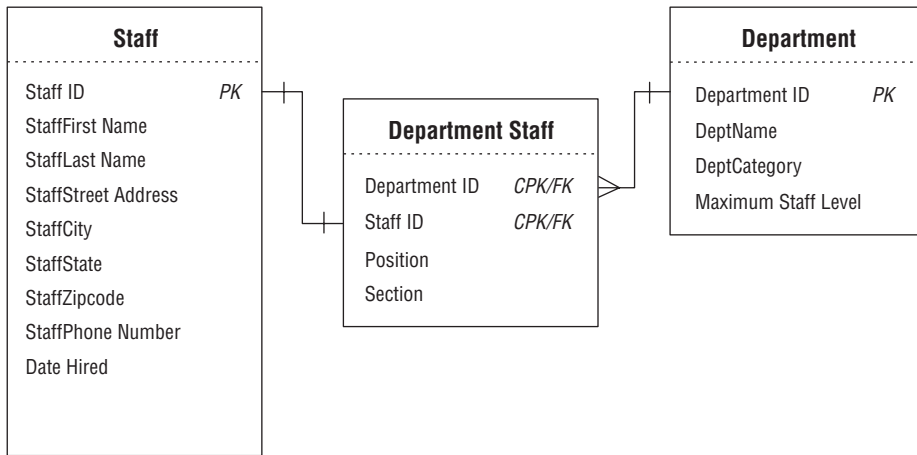 Staff
Staff ID PK
StaffFirst Name
StaffLast Name
StaffStreet Address
StaffCity
StaffState
StaffZipcode
StaffPhone Number
Date Hired
Department Staff
Department ID CPK/FK
Staff ID CPK/FK
Position
Section
Department
Department ID PK
DeptName
DeptCategory
Maximum Staff Level